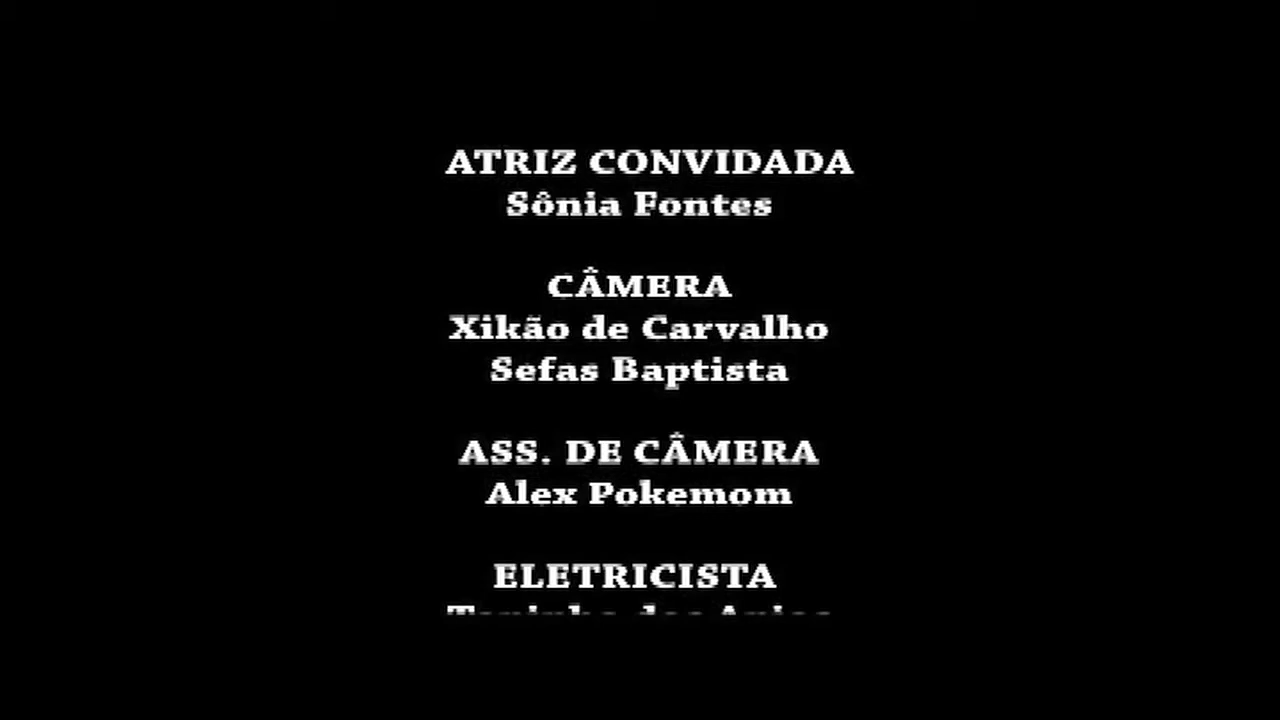 ATRIZ CONVIDADA
Sônia Fontes
CÂMERA
Xikão de Carvalho
Sefas Baptista
ASS. DE CÂMERA
Alex Pokemom
ELETRICISTA